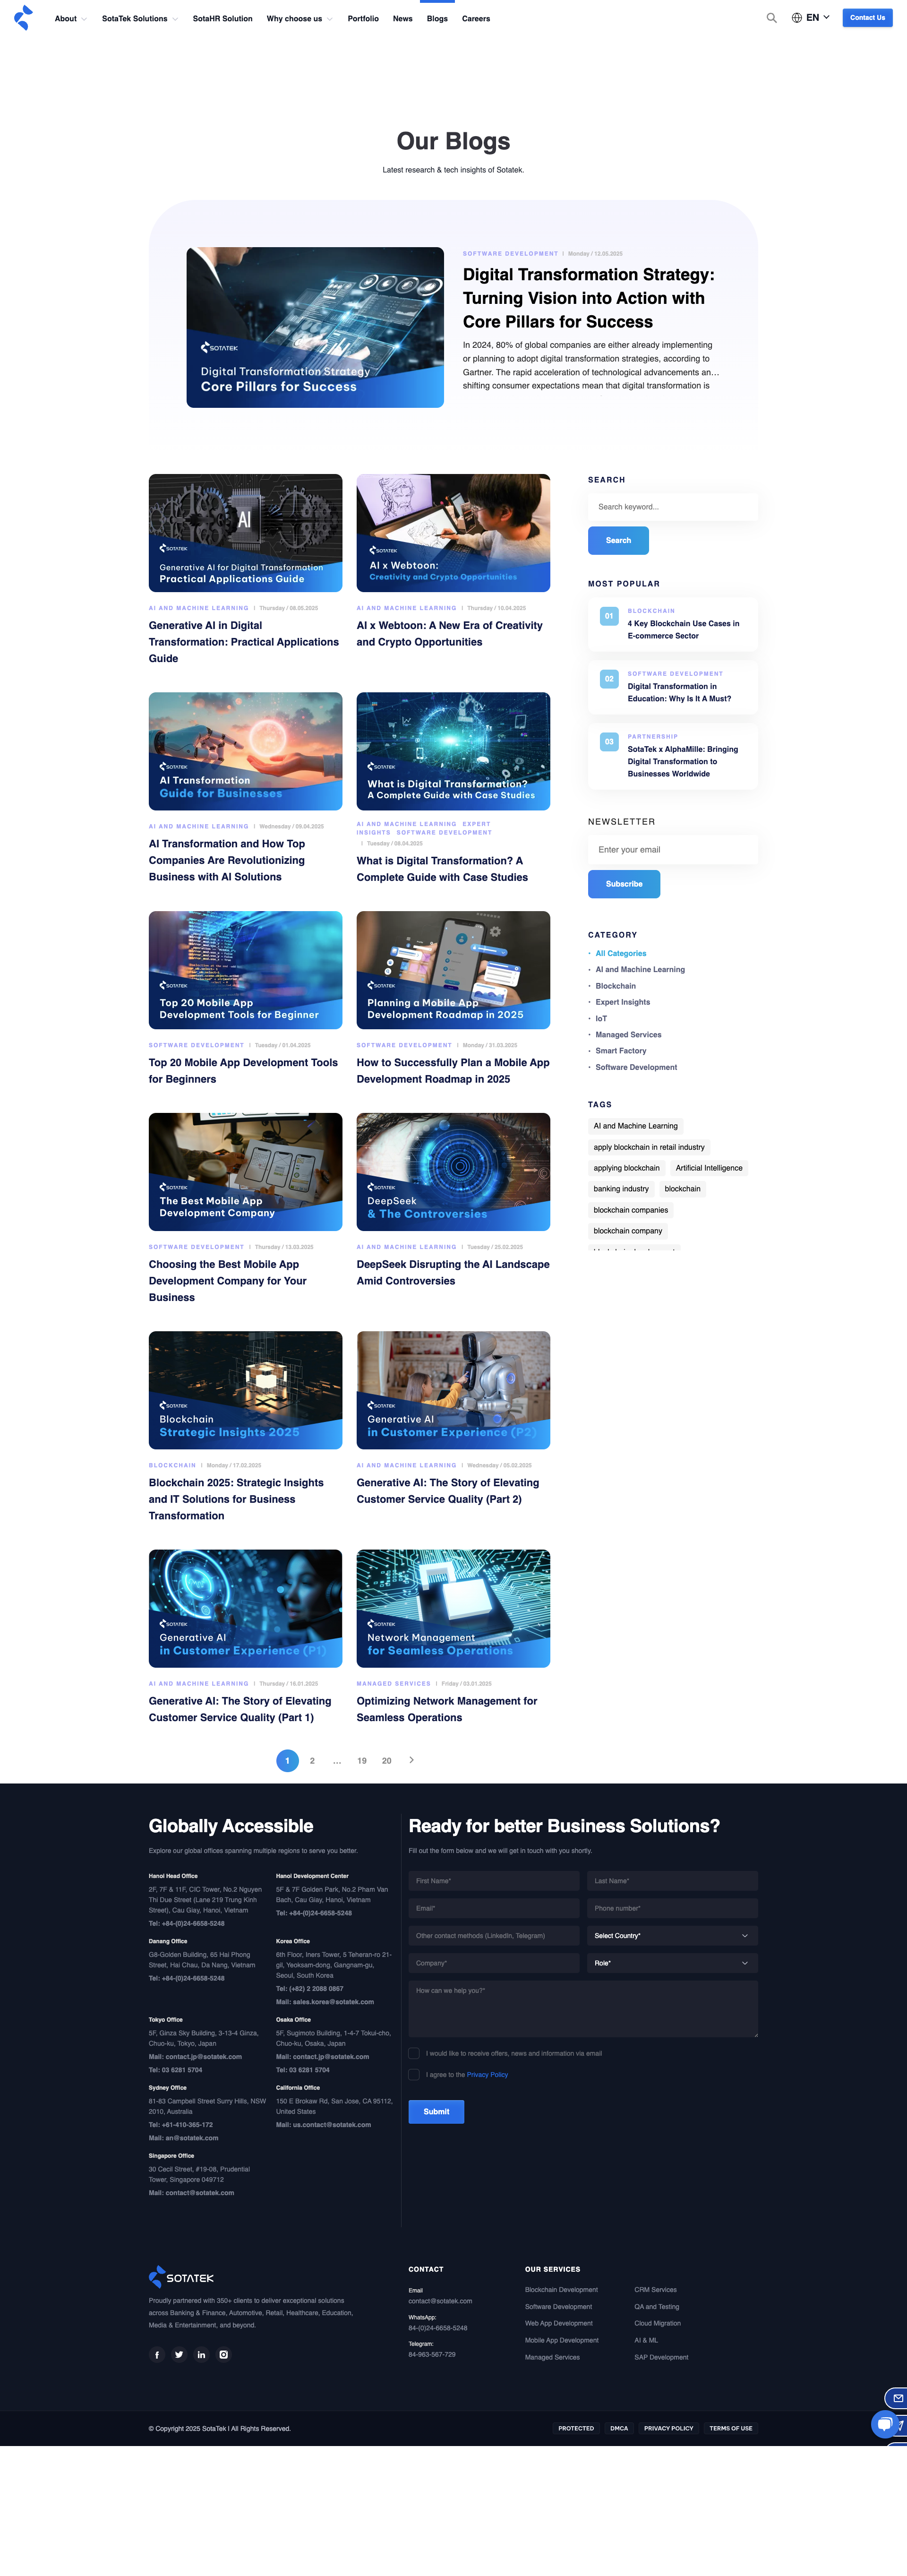 About
SotaTek Solutions
SotaHR Solution
Why choose us
Portfolio
News
Blogs
Careers
EN
Contact Us
Our Blogs
Latest research & tech insights of Sotatek.
SOTATEK
Digital Transformation Strategy
Core Pillars for Success
SOFTWARE DEVELOPMENT | Monday / 12.05.2025
Digital Transformation Strategy:
Turning Vision into Action with
Core Pillars for Success
In 2024, 80% of global companies are either already implementing
or planning to adopt digital transformation strategies, according to
Gartner. The rapid acceleration of technological advancements an…
shifting consumer expectations mean that digital transformation is
AI
SOTATEK
Generative AI for Digital Transformation
Practical Applications Guide
AI AND MACHINE LEARNING | Thursday / 08.05.2025
Generative AI in Digital
Transformation: Practical Applications
Guide
SOTATEK
AI x Webtoon:
Creativity and Crypto Opportunities
AI AND MACHINE LEARNING | Thursday / 10.04.2025
AI x Webtoon: A New Era of Creativity
and Crypto Opportunities
SOTATEK
AI Transformation
Guide for Businesses
AI AND MACHINE LEARNING | Wednesday / 09.04.2025
AI Transformation and How Top
Companies Are Revolutionizing
Business with AI Solutions
SOTATEK
What is Digital Transformation?
A Complete Guide with Case Studies
AI AND MACHINE LEARNING EXPERT
INSIGHTS SOFTWARE DEVELOPMENT
| Tuesday / 08.04.2025
What is Digital Transformation? A
Complete Guide with Case Studies
SOTATEK
Top 20 Mobile App
Development Tools for Beginner
SOFTWARE DEVELOPMENT | Tuesday / 01.04.2025
Top 20 Mobile App Development Tools
for Beginners
SOTATEK
Planning a Mobile App
Development Roadmap in 2025
SOFTWARE DEVELOPMENT | Monday / 31.03.2025
How to Successfully Plan a Mobile App
Development Roadmap in 2025
SOTATEK
The Best Mobile App
Development Company
SOFTWARE DEVELOPMENT | Thursday / 13.03.2025
Choosing the Best Mobile App
Development Company for Your
Business
SOTATEK
DeepSeek
& The Controversies
AI AND MACHINE LEARNING | Tuesday / 25.02.2025
DeepSeek Disrupting the AI Landscape
Amid Controversies
SOTATEK
Blockchain
Strategic Insights 2025
BLOCKCHAIN | Monday / 17.02.2025
Blockchain 2025: Strategic Insights
and IT Solutions for Business
Transformation
SOTATEK
Generative AI
in Customer Experience (P2)
AI AND MACHINE LEARNING | Wednesday / 05.02.2025
Generative AI: The Story of Elevating
Customer Service Quality (Part 2)
SOTATEK
Generative AI
in Customer Experience (P1)
AI AND MACHINE LEARNING | Thursday / 16.01.2025
Generative AI: The Story of Elevating
Customer Service Quality (Part 1)
SOTATEK
Network Management
for Seamless Operations
MANAGED SERVICES | Friday / 03.01.2025
Optimizing Network Management for
Seamless Operations
1 2 … 19 20
SEARCH
Search keyword...
Search
MOST POPULAR
01
BLOCKCHAIN
4 Key Blockchain Use Cases in
E-commerce Sector
02
SOFTWARE DEVELOPMENT
Digital Transformation in
Education: Why Is It A Must?
03
PARTNERSHIP
SotaTek x AlphaMille: Bringing
Digital Transformation to
Businesses Worldwide
NEWSLETTER
Enter your email
Subscribe
CATEGORY
All Categories
AI and Machine Learning
Blockchain
Expert Insights
IoT
Managed Services
Smart Factory
Software Development
TAGS
AI and Machine Learning
apply blockchain in retail industry
applying blockchain
Artificial Intelligence
banking industry
blockchain
blockchain companies
blockchain company
Globally Accessible
Explore our global offices spanning multiple regions to serve you better.
Hanoi Head Office
2F, 7F & 11F, CIC Tower, No.2 Nguyen
Thi Due Street (Lane 219 Trung Kinh
Street), Cau Giay, Hanoi, Vietnam
Tel: +84-(0)24-6658-5248
Hanoi Development Center
5F & 7F Golden Park, No.2 Pham Van
Bach, Cau Giay, Hanoi, Vietnam
Tel: +84-(0)24-6658-5248
Danang Office
G8-Golden Building, 65 Hai Phong
Street, Hai Chau, Da Nang, Vietnam
Tel: +84-(0)24-6658-5248
Korea Office
6th Floor, Iners Tower, 5 Teheran-ro 21-
gil, Yeoksam-dong, Gangnam-gu,
Seoul, South Korea
Tel: (+82) 2 2088 0867
Mail: sales.korea@sotatek.com
Tokyo Office
5F, Ginza Sky Building, 3-13-4 Ginza,
Chuo-ku, Tokyo, Japan
Mail: contact.jp@sotatek.com
Tel: 03 6281 5704
Osaka Office
5F, Sugimoto Building, 1-4-7 Tokui-cho,
Chuo-ku, Osaka, Japan
Mail: contact.jp@sotatek.com
Tel: 03 6281 5704
Sydney Office
81-83 Campbell Street Surry Hills, NSW
2010, Australia
Tel: +61-410-365-172
Mail: an@sotatek.com
California Office
150 E Brokaw Rd, San Jose, CA 95112,
United States
Mail: us.contact@sotatek.com
Singapore Office
30 Cecil Street, #19-08, Prudential
Tower, Singapore 049712
Mail: contact@sotatek.com
Ready for better Business Solutions?
Fill out the form below and we will get in touch with you shortly.
First Name*
Last Name*
Email*
Phone number*
Other contact methods (LinkedIn, Telegram)
Select Country*
Company*
Role*
How can we help you?*
I would like to receive offers, news and information via email
I agree to the Privacy Policy
Submit
SOTATEK
Proudly partnered with 350+ clients to deliver exceptional solutions
across Banking & Finance, Automotive, Retail, Healthcare, Education,
Media & Entertainment, and beyond.
CONTACT
Email
contact@sotatek.com
WhatsApp:
84-(0)24-6658-5248
Telegram:
84-963-567-729
OUR SERVICES
Blockchain Development
Software Development
Web App Development
Mobile App Development
Managed Services
CRM Services
QA and Testing
Cloud Migration
AI & ML
SAP Development
© Copyright 2025 SotaTek | All Rights Reserved.
PROTECTED
DMCA
PRIVACY POLICY
TERMS OF USE